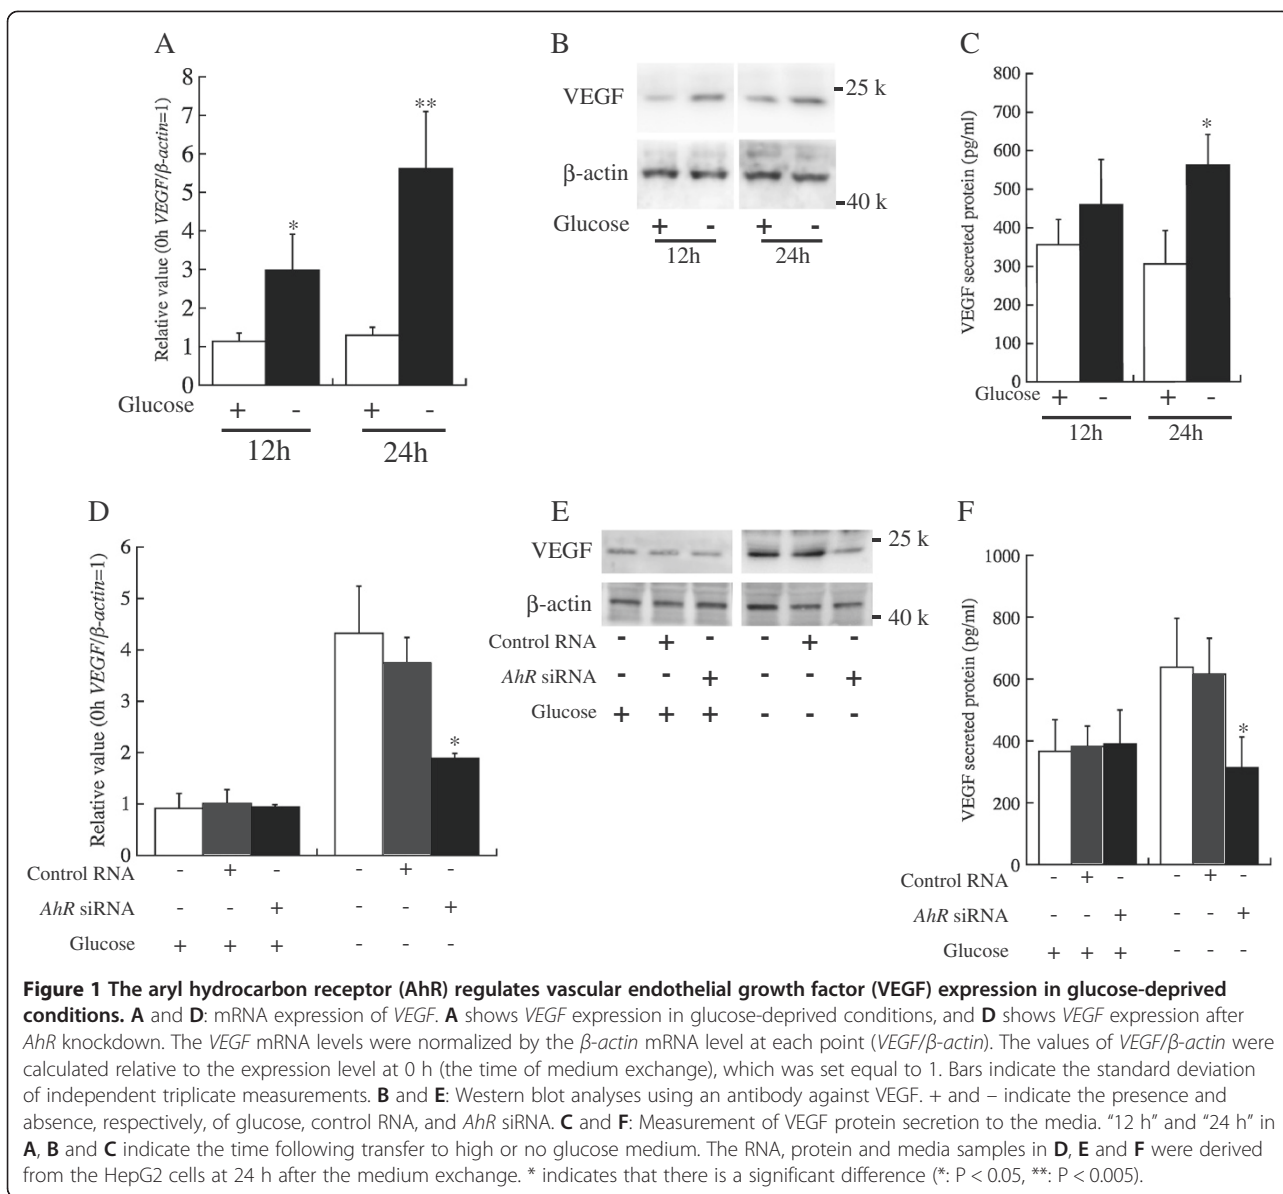 A
Relative value (0h VEGF/β-actin=1)
8
7
6
5
4
3
2
1
0
*
**
Glucose + - + -
12h 24h
B
VEGF
25 k
β-actin
40 k
Glucose + - + -
12h 24h
C
VEGF secreted protein (pg/ml)
800
700
600
500
400
300
200
100
0
*
Glucose + - + -
12h 24h
D
Relative value (0h VEGF/β-actin=1)
6
5
4
3
2
1
0
*
Control RNA - + - - + -
AhR siRNA - - + - - +
Glucose + + + - - -
E
VEGF
25 k
β-actin
40 k
Control RNA - + - - + -
AhR siRNA - - + - - +
Glucose + + + - - -
F
VEGF secreted protein (pg/ml)
1000
800
600
400
200
0
*
Control RNA - + - - + -
AhR siRNA - - + - - +
Glucose + + + - - -
Figure 1 The aryl hydrocarbon receptor (AhR) regulates vascular endothelial growth factor (VEGF) expression in glucose-deprived
conditions. A and D: mRNA expression of VEGF. A shows VEGF expression in glucose-deprived conditions, and D shows VEGF expression after
AhR knockdown. The VEGF mRNA levels were normalized by the β-actin mRNA level at each point (VEGF/β-actin). The values of VEGF/β-actin were
calculated relative to the expression level at 0 h (the time of medium exchange), which was set equal to 1. Bars indicate the standard deviation
of independent triplicate measurements. B and E: Western blot analyses using an antibody against VEGF. + and – indicate the presence and
absence, respectively, of glucose, control RNA, and AhR siRNA. C and F: Measurement of VEGF protein secretion to the media. “12 h” and “24 h” in
A, B and C indicate the time following transfer to high or no glucose medium. The RNA, protein and media samples in D, E and F were derived
from the HepG2 cells at 24 h after the medium exchange. * indicates that there is a significant difference (*: P < 0.05, **: P < 0.005).